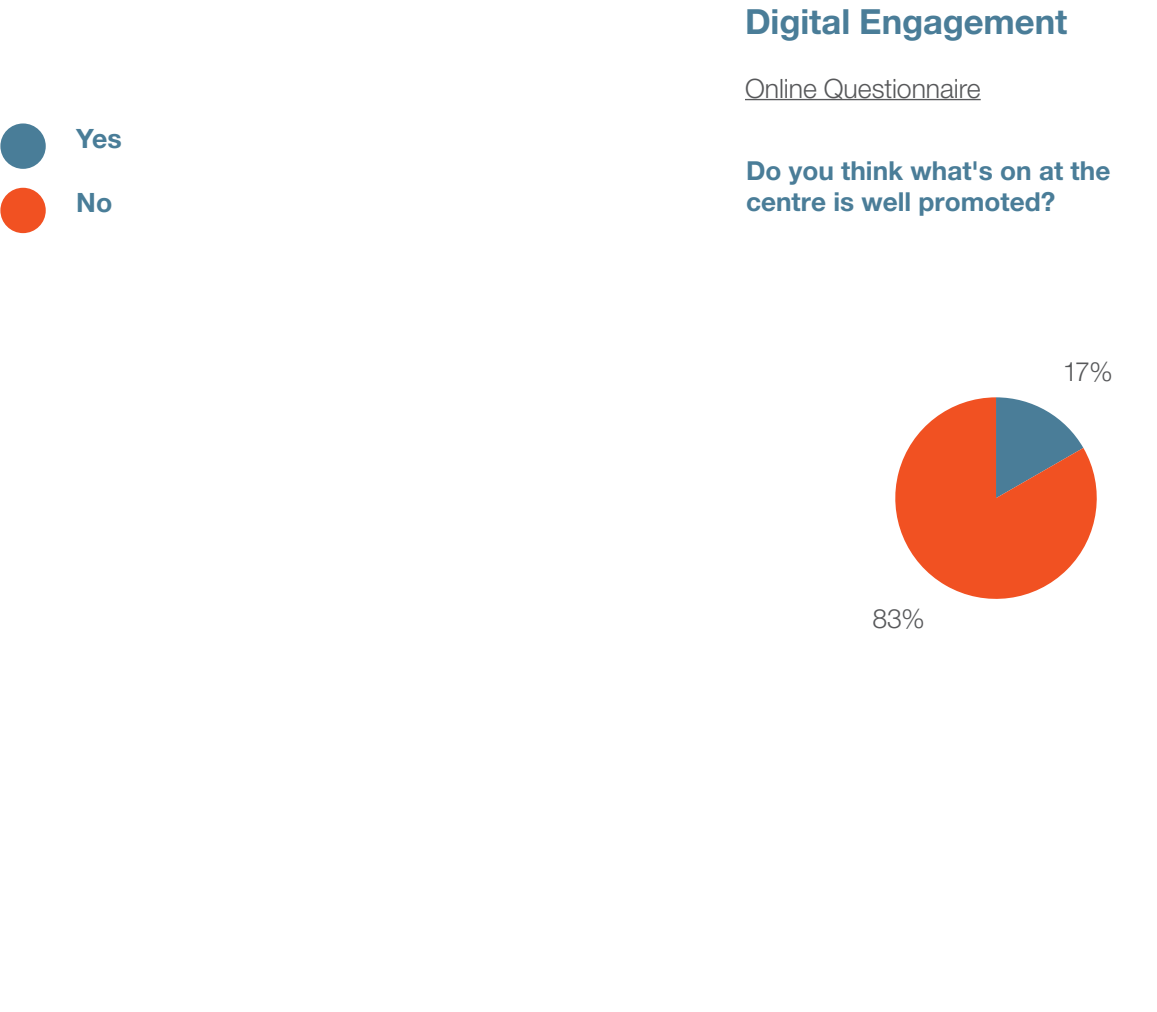 Digital Engagement
Online Questionnaire
Yes
No
Do you think what's on at the
centre is well promoted?
17%
83%